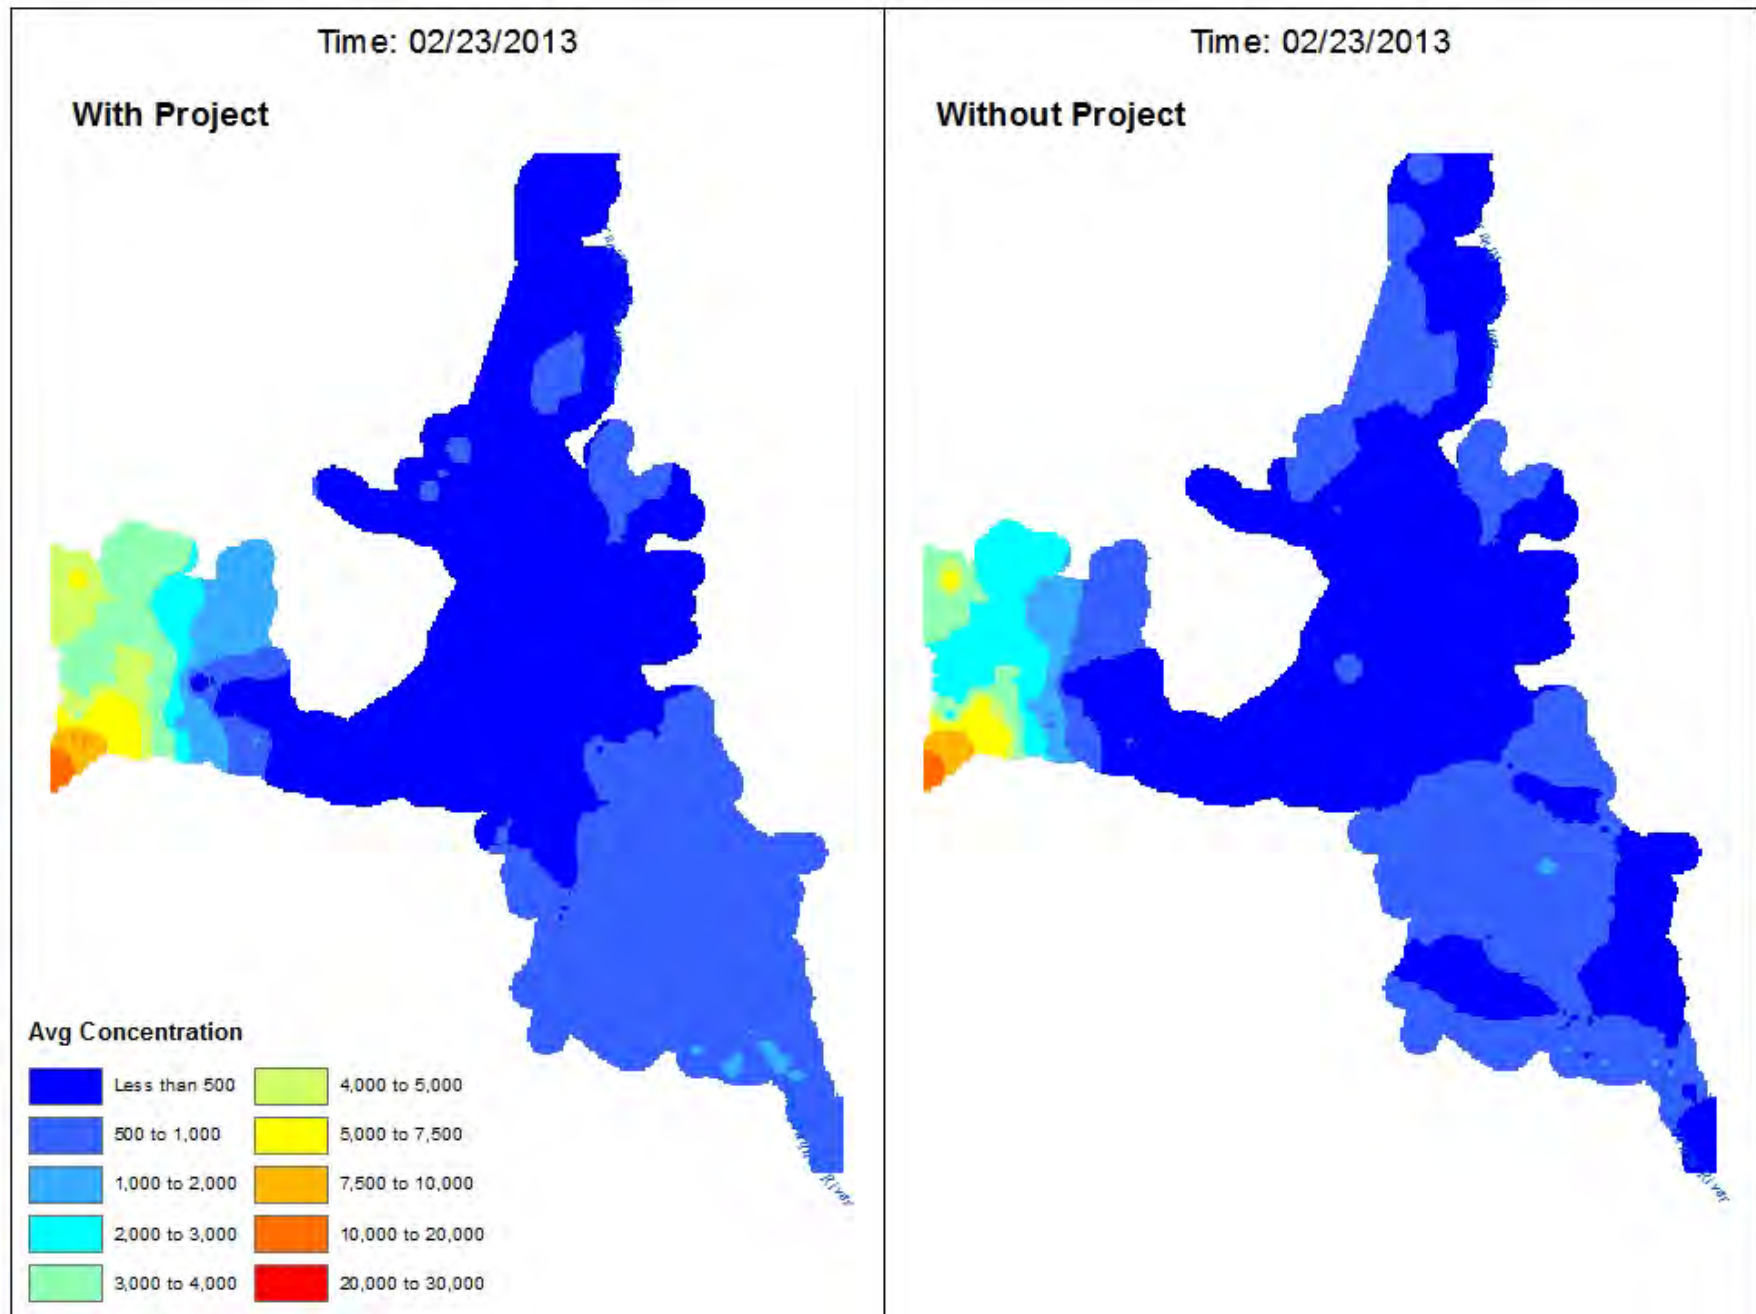 Time: 02/23/2013
With Project
Avg Concentration
Less than 500
500 to 1,000
1,000 to 2,000
2,000 to 3,000
3,000 to 4,000
4,000 to 5,000
5,000 to 7,500
7,500 to 10,000
10,000 to 20,000
20,000 to 30,000
River
Time: 02/23/2013
Without Project
River